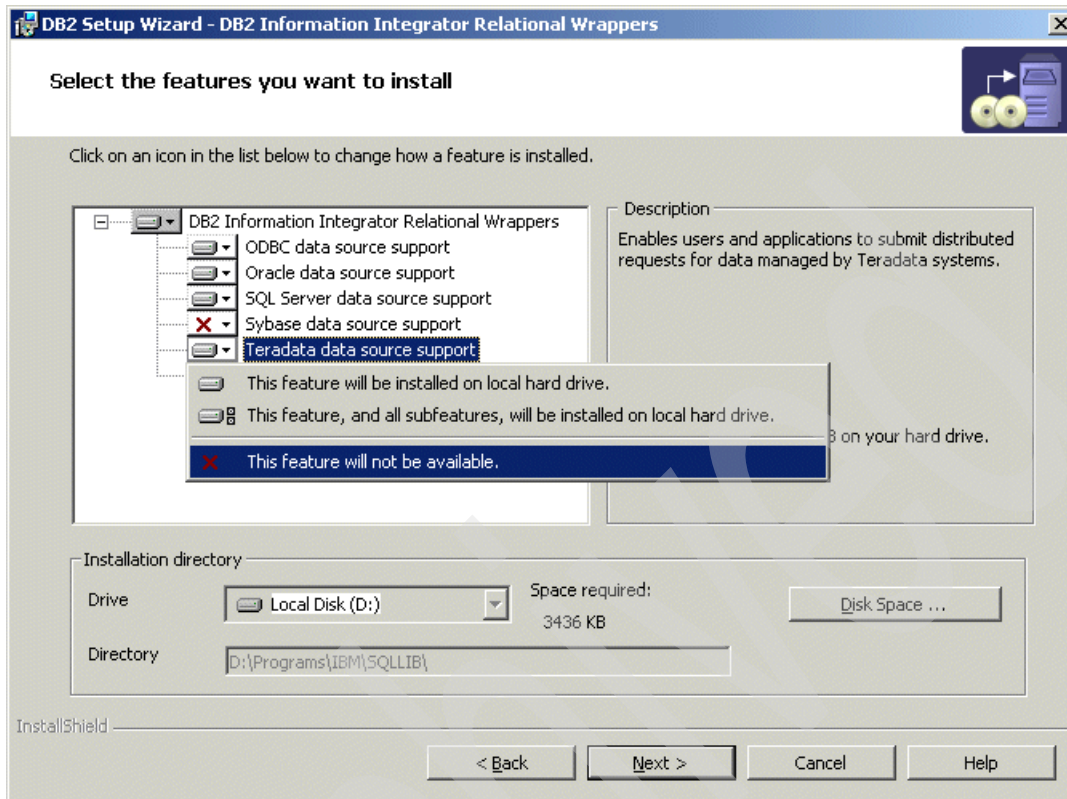 DB2 Setup Wizard - DB2 Information Integrator Relational Wrappers
Select the features you want to install
Click on an icon in the list below to change how a feature is installed.
DB2 Information Integrator Relational Wrappers
ODBC data source support
Oracle data source support
SQL Server data source support
Sybase data source support
Teradata data source support
This feature will be installed on local hard drive.
This feature, and all subfeatures, will be installed on local hard drive.
This feature will not be available.
Description
Enables users and applications to submit distributed
requests for data managed by Teradata systems.
on your hard drive.
Installation directory
Drive
Local Disk (D:)
Space required:
3436 KB
Disk Space ...
Directory
D:\Programs\IBM\SQLLIB\
InstallShield
< Back
Next >
Cancel
Help